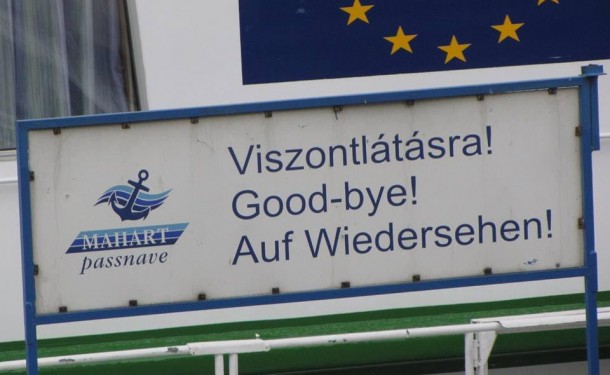 Viszontlátásra!
Good-bye!
Auf Wiedersehen!
MAHART
passnave